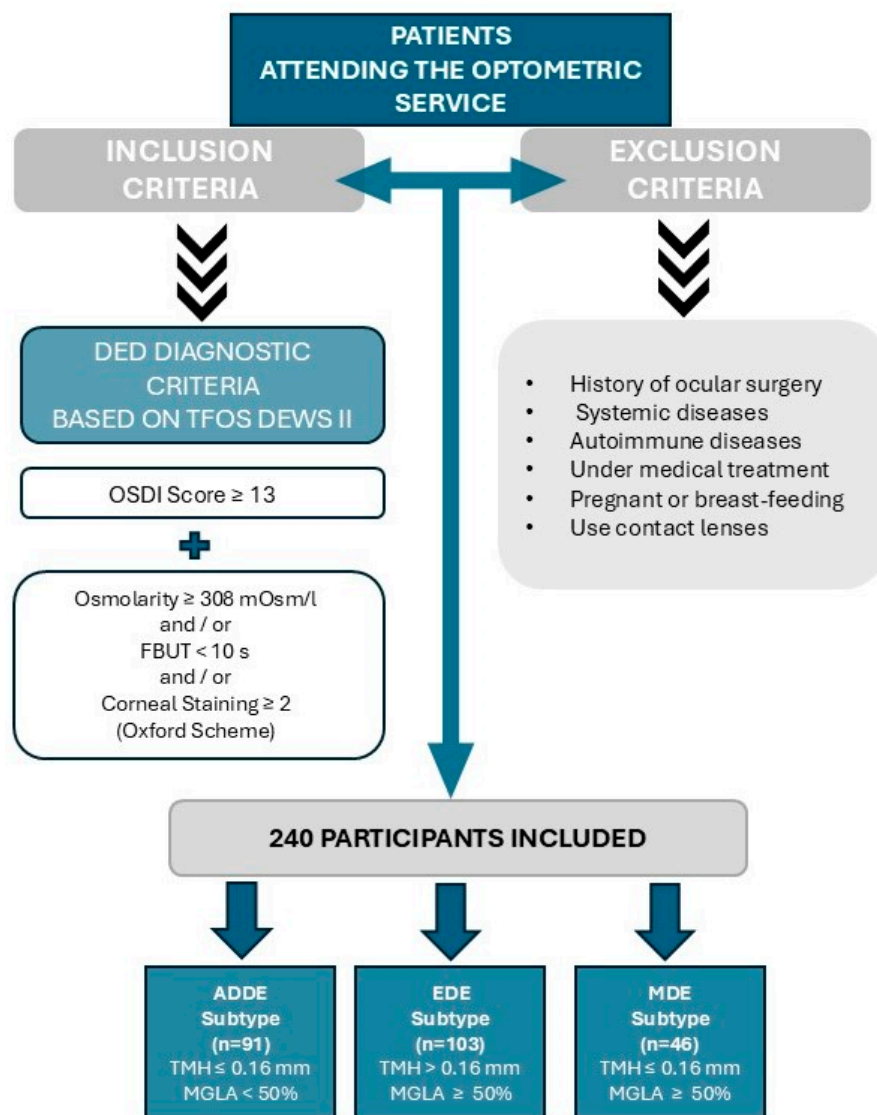 PATIENTS
ATTENDING THE OPTOMETRIC
SERVICE
INCLUSION
CRITERIA
EXCLUSION
CRITERIA
DED DIAGNOSTIC
CRITERIA
BASED ON TFOS DEWS II
OSDI Score ≥ 13
Osmolarity ≥ 308 mOsm/l
and / or
FBUT < 10 s
and / or
Corneal Staining ≥ 2
(Oxford Scheme)
• History of ocular surgery
• Systemic diseases
• Autoimmune diseases
• Under medical treatment
• Pregnant or breast-feeding
• Use contact lenses
240 PARTICIPANTS INCLUDED
ADDE
Subtype
(n=91)
TMH ≤ 0.16 mm
MGLA < 50%
EDE
Subtype
(n=103)
TMH > 0.16 mm
MGLA ≥ 50%
MDE
Subtype
(n=46)
TMH ≤ 0.16 mm
MGLA ≥ 50%